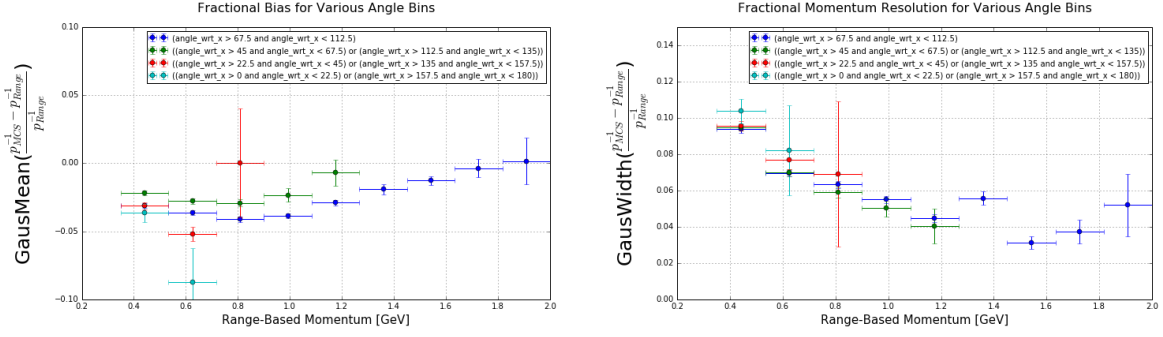 Fractional Bias for Various Angle Bins
(angle_wrt_x > 67.5 and angle_wrt_x < 112.5)
((angle_wrt_x > 45 and angle_wrt_x < 67.5) or (angle_wrt_x > 112.5 and angle_wrt_x < 135))
((angle_wrt_x > 22.5 and angle_wrt_x < 45) or (angle_wrt_x > 135 and angle_wrt_x < 157.5))
((angle_wrt_x > 0 and angle_wrt_x < 22.5) or (angle_wrt_x > 157.5 and angle_wrt_x < 180))
GausMean(\frac{p_{MCS}^{-1} - p_{Range}^{-1}}{p_{Range}^{-1}})
0.10
0.05
0.00
−0.05
−0.10
0.2 0.4 0.6 0.8 1.0 1.2 1.4 1.6 1.8 2.0
Range-Based Momentum [GeV]
Fractional Momentum Resolution for Various Angle Bins
(angle_wrt_x > 67.5 and angle_wrt_x < 112.5)
((angle_wrt_x > 45 and angle_wrt_x < 67.5) or (angle_wrt_x > 112.5 and angle_wrt_x < 135))
((angle_wrt_x > 22.5 and angle_wrt_x < 45) or (angle_wrt_x > 135 and angle_wrt_x < 157.5))
((angle_wrt_x > 0 and angle_wrt_x < 22.5) or (angle_wrt_x > 157.5 and angle_wrt_x < 180))
GausWidth(\frac{p_{MCS}^{-1} - p_{Range}^{-1}}{p_{Range}^{-1}})
0.14
0.12
0.10
0.08
0.06
0.04
0.02
0.00
0.2 0.4 0.6 0.8 1.0 1.2 1.4 1.6 1.8 2.0
Range-Based Momentum [GeV]